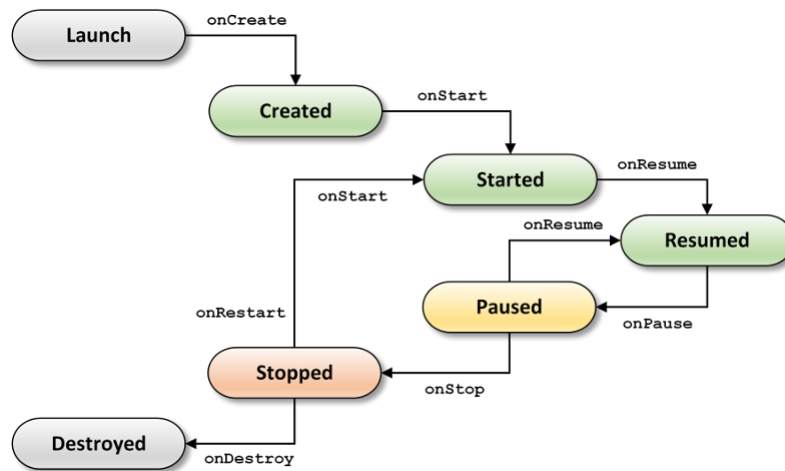 Launch
onCreate
Created
onStart
Started
onResume
onStart
onResume
Resumed
Paused
onRestart
onPause
Stopped
onStop
Destroyed
onDestroy